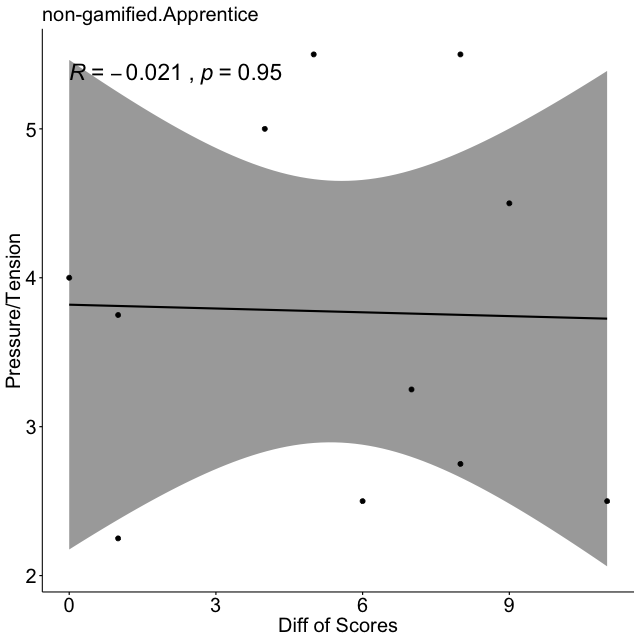 non-gamified.Apprentice
R = −0.021 , p = 0.95
5
4
3
2
Pressure/Tension
0 3 6 9
Diff of Scores